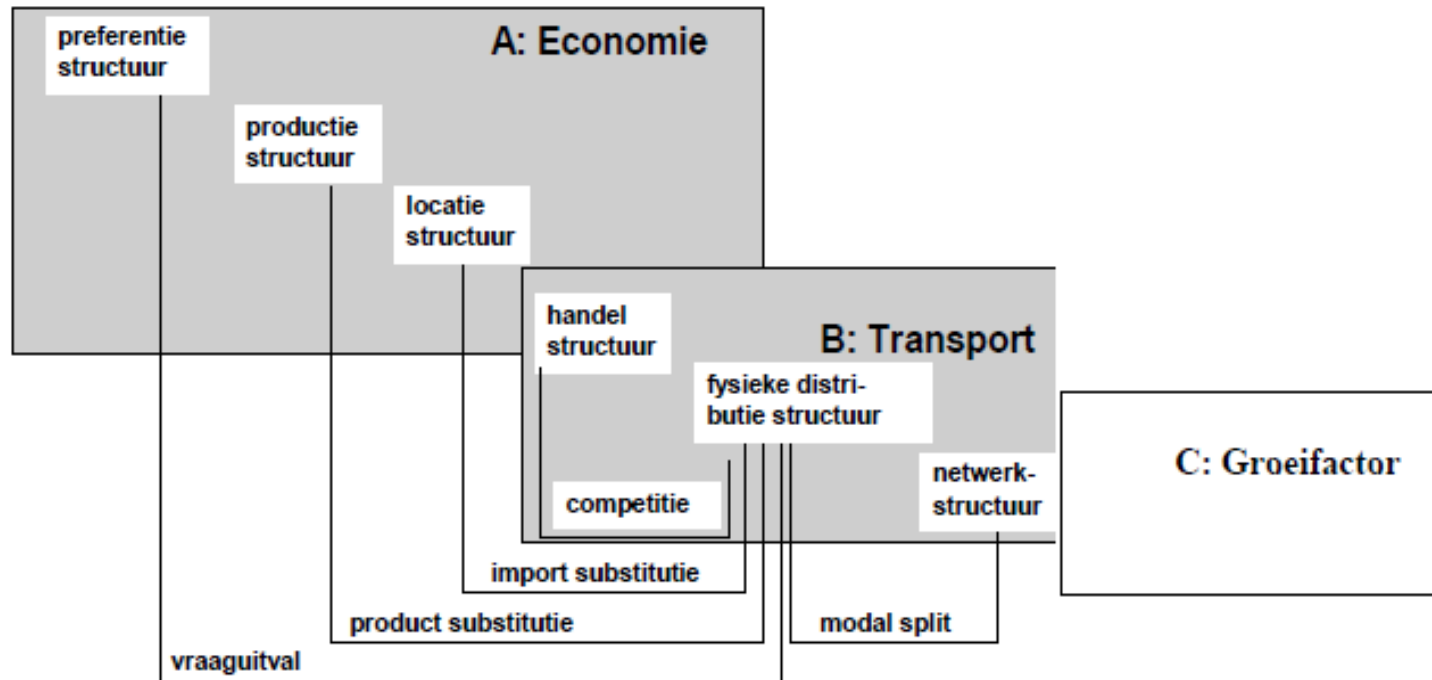 preferentie
structuur
A: Economie
productie
structuur
locatie
structuur
handel
structuur
B: Transport
fysieke distri-
butie structuur
C: Groeifactor
netwerk-
structuur
competitie
import substitutie
product substitutie
modal split
vraaguitval